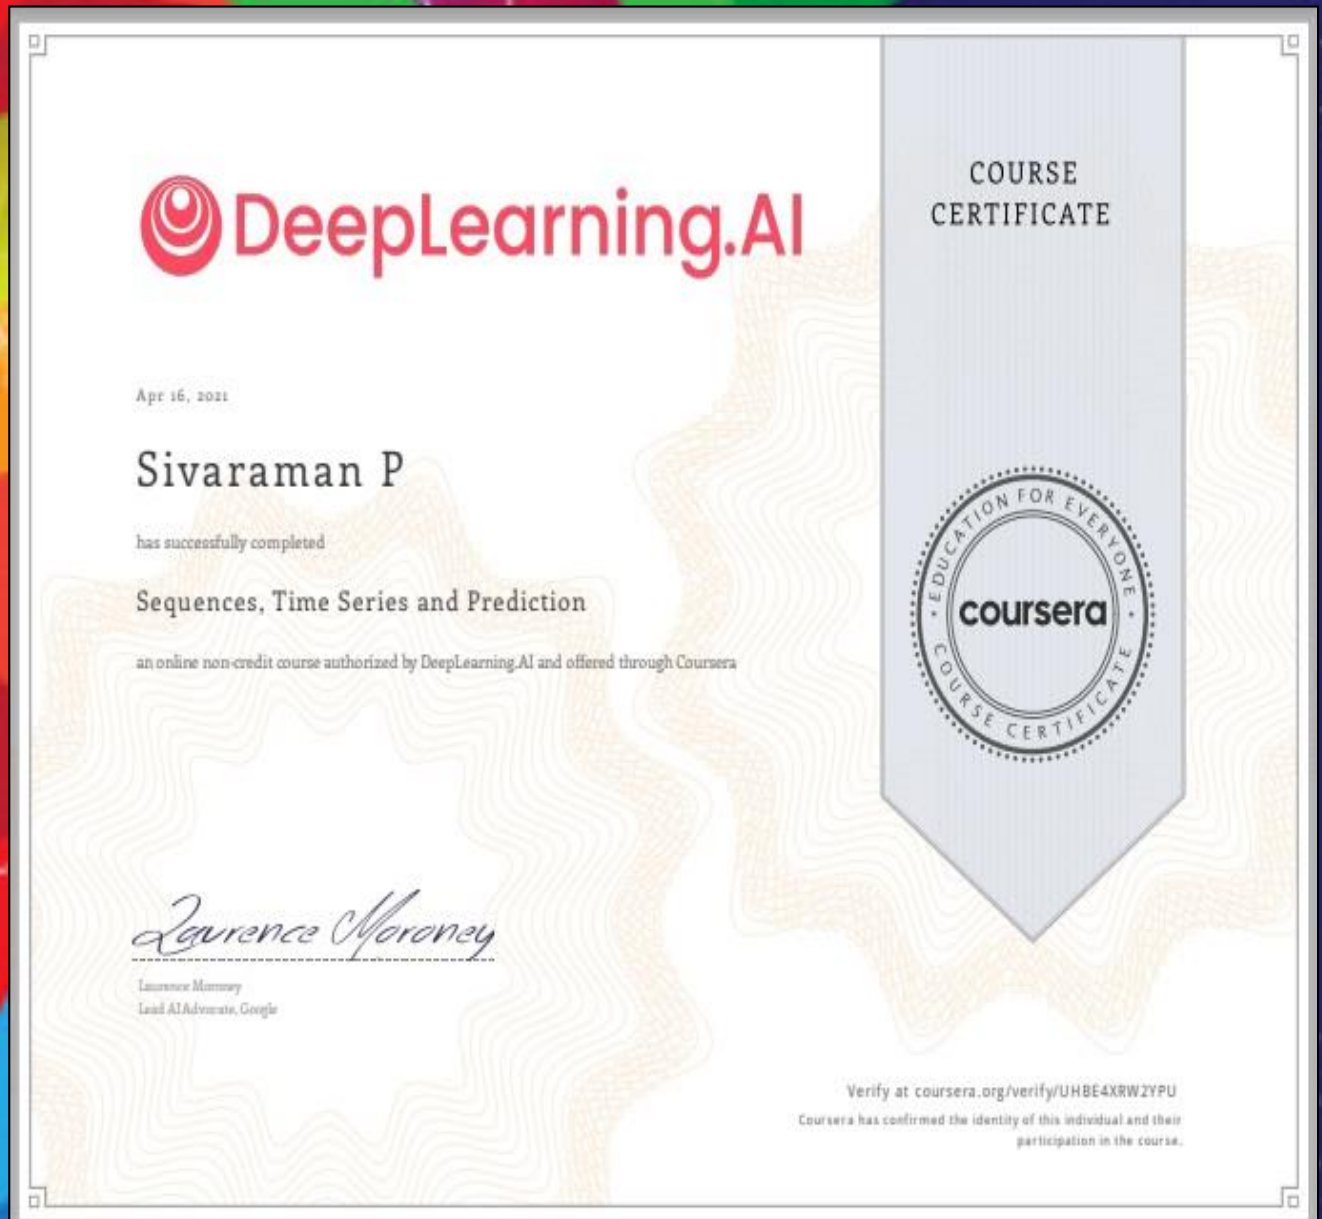 DeepLearning.AI
COURSE
CERTIFICATE
Apr 16, 2021
Sivaraman P
has successfully completed
Sequences, Time Series and Prediction
an online non-credit course authorized by DeepLearning.AI and offered through Coursera
EDUCATION FOR EVERYONE
coursera
COURSE CERTIFICATE
Laurence Moroney
Laurence Moroney
Lead AI Advocate, Google
Verify at coursera.org/verify/UHBE4XRW2YPU
Coursera has confirmed the identity of this individual and their
participation in the course.